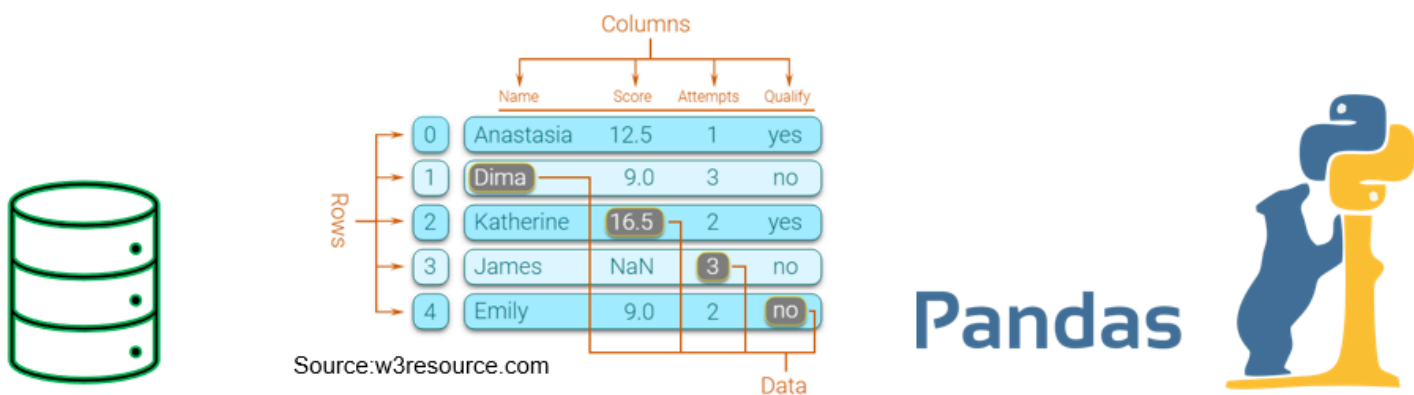 Columns
Name Score Attempts Qualify
Rows
0 Anastasia 12.5 1 yes
1 Dima 9.0 3 no
2 Katherine 16.5 2 yes
3 James NaN 3 no
4 Emily 9.0 2 no
Source:w3resource.com
Data
Pandas